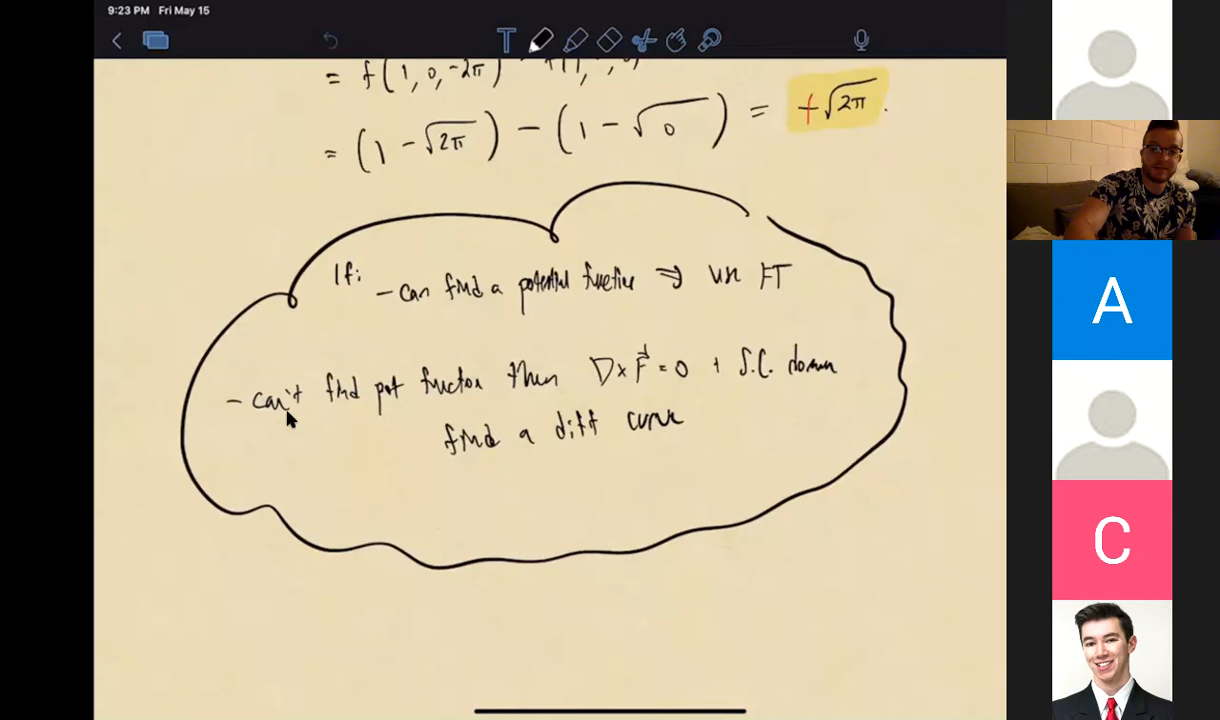 9:23 PM Fri May 15
= f(1, 0, -2π) -
= (1 - √2π) - (1 - √0) = +√2π.
If:
- can find a potential function ⇒ use FT
- can't find pot function then ∇×F⃗ = 0 + S.C. domain
find a diff curve
A
C